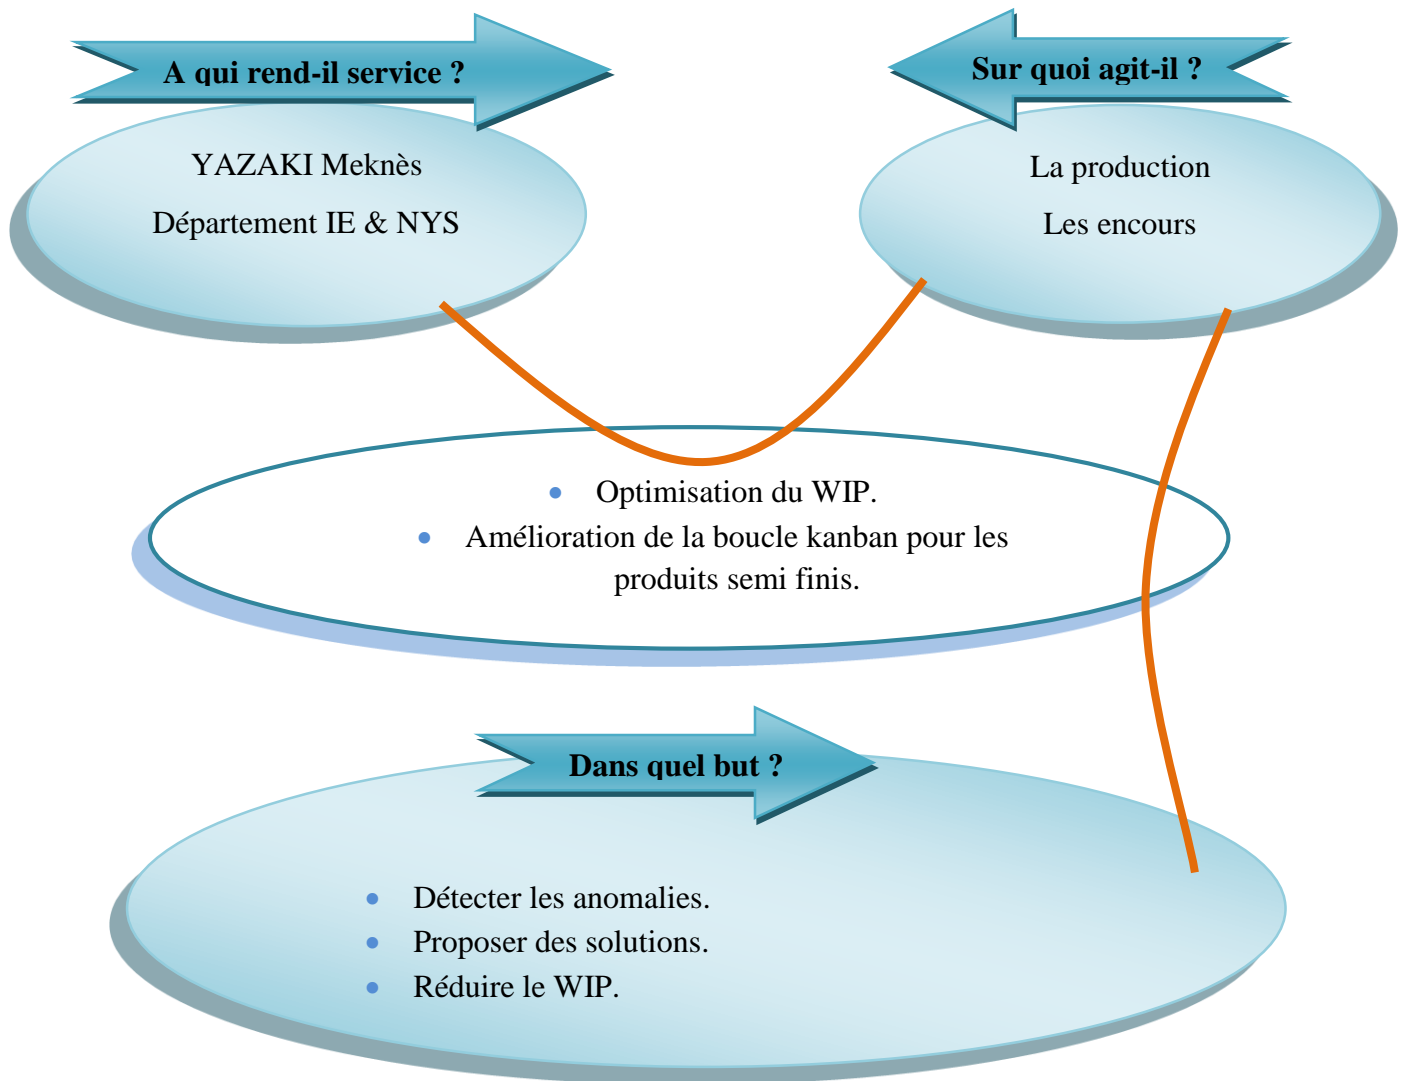 A qui rend-il service ?
Sur quoi agit-il ?
YAZAKI Meknès
Département IE & NYS
La production
Les encours
• Optimisation du WIP.
• Amélioration de la boucle kanban pour les
produits semi finis.
Dans quel but ?
• Détecter les anomalies.
• Proposer des solutions.
• Réduire le WIP.